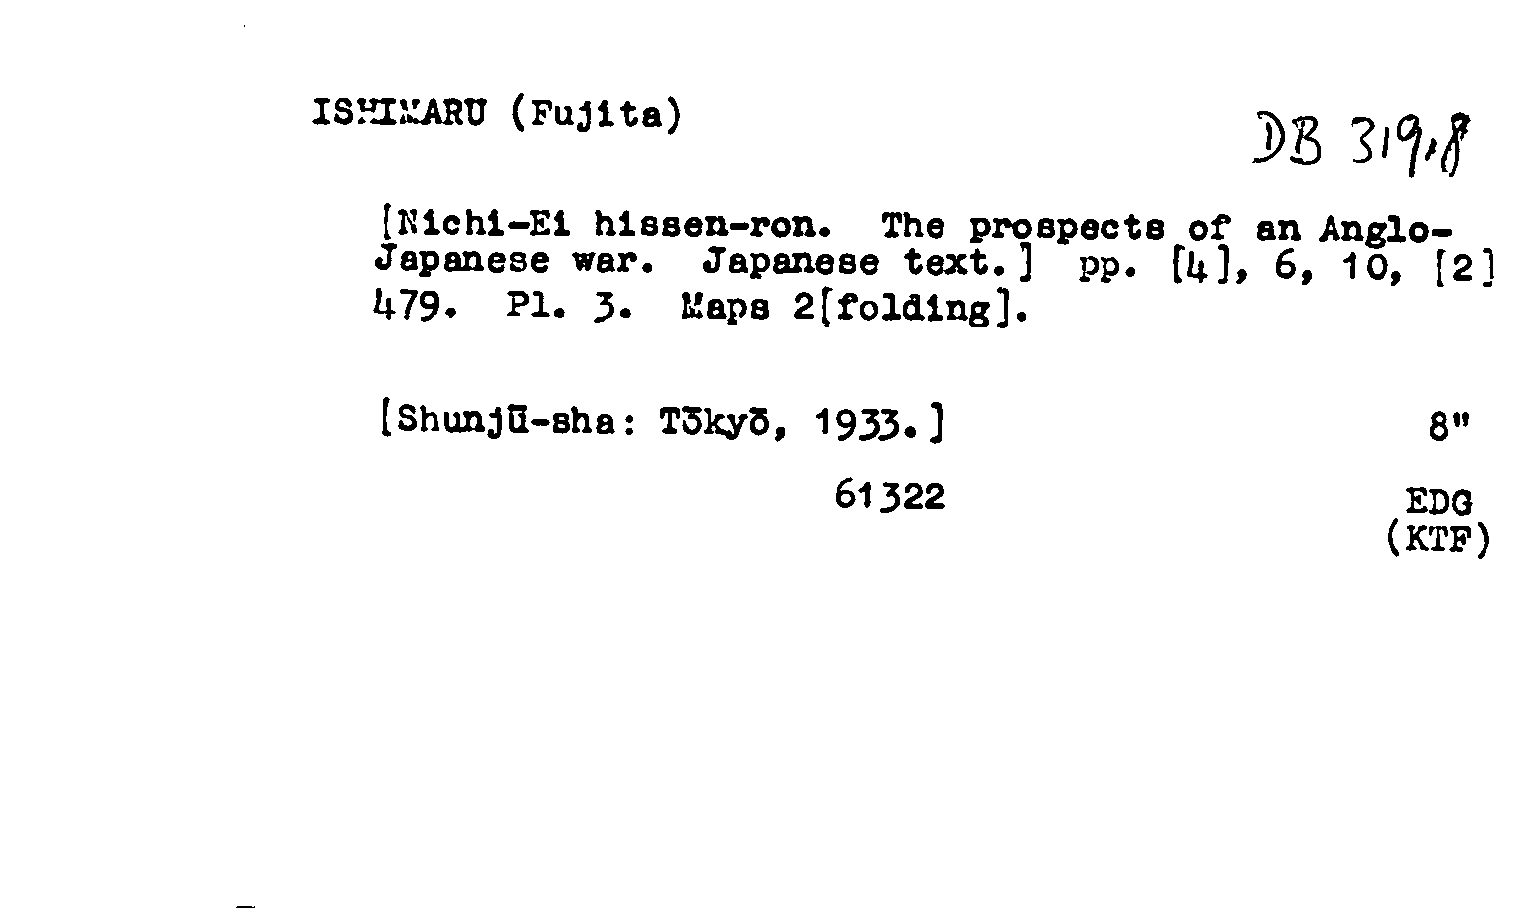 ISHIMARU (Fujita)
DB 319.8
[Nichi-Ei hissen-ron. The prospects of an Anglo-
Japanese war. Japanese text.] pp. [4], 6, 10, [2]
479. Pl. 3. Maps 2[folding].
[Shunjū-sha: Tōkyō, 1933.] 8"
61322 EDG
(KTF)